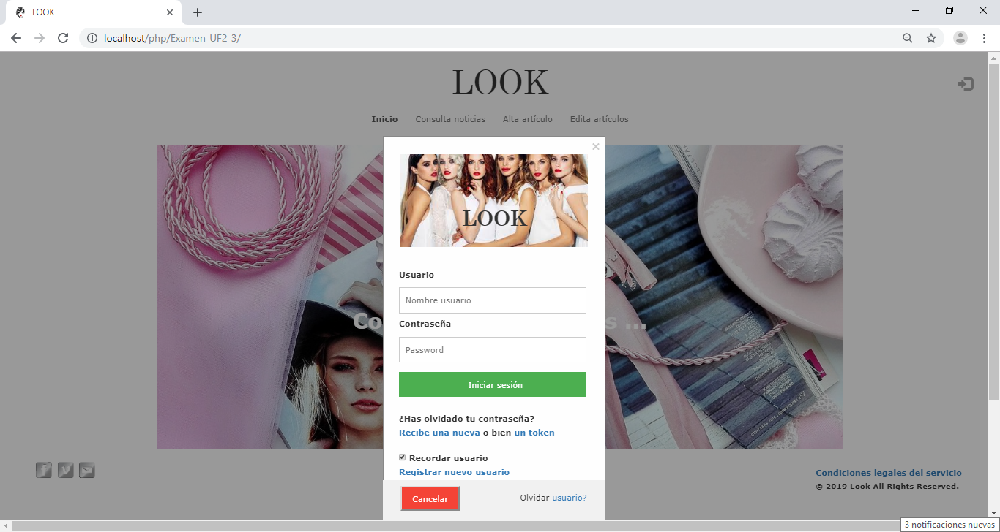 LOOK
localhost/php/Examen-UF2-3/
LOOK
Inicio Consulta noticias Alta artículo Edita artículos
LOOK
Usuario
Nombre usuario
Contraseña
Password
Iniciar sesión
¿Has olvidado tu contraseña?
Recibe una nueva o bien un token
Recordar usuario
Registrar nuevo usuario
Cancelar
Olvidar usuario?
Condiciones legales del servicio
© 2019 Look All Rights Reserved.
3 notificaciones nuevas